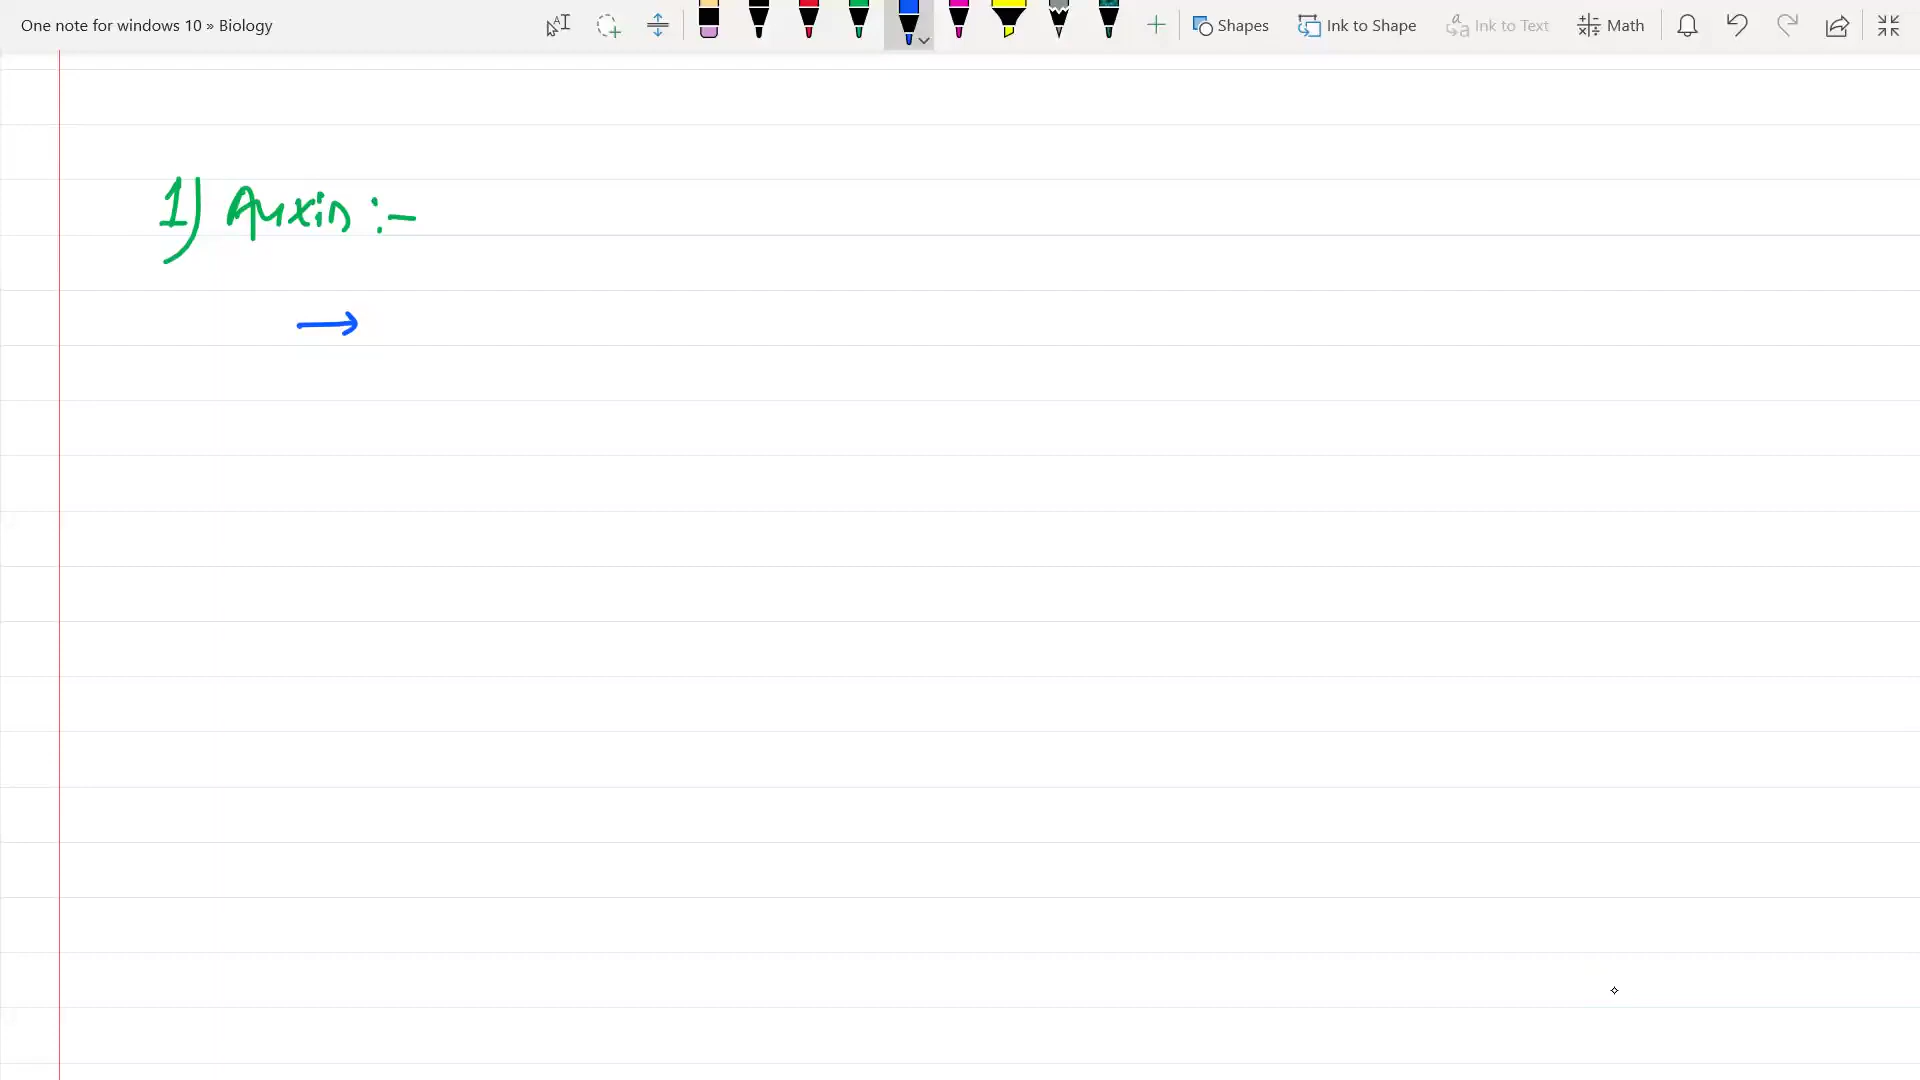 One note for windows 10 » Biology Shapes Ink to Shape Ink to Text Math
1) Auxin :-
→